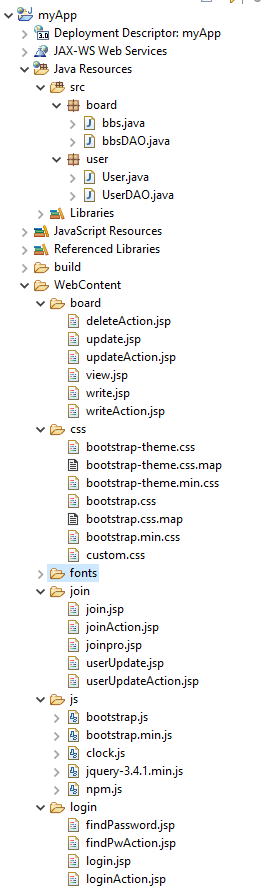 myApp
Deployment Descriptor: myApp
JAX-WS Web Services
Java Resources
src
board
bbs.java
bbsDAO.java
user
User.java
UserDAO.java
Libraries
JavaScript Resources
Referenced Libraries
build
WebContent
board
deleteAction.jsp
update.jsp
updateAction.jsp
view.jsp
write.jsp
writeAction.jsp
css
bootstrap-theme.css
bootstrap-theme.css.map
bootstrap-theme.min.css
bootstrap.css
bootstrap.css.map
bootstrap.min.css
custom.css
fonts
join
join.jsp
joinAction.jsp
joinpro.jsp
userUpdate.jsp
userUpdateAction.jsp
js
bootstrap.js
bootstrap.min.js
clock.js
jquery-3.4.1.min.js
npm.js
login
findPassword.jsp
findPwAction.jsp
login.jsp
loginAction.jsp